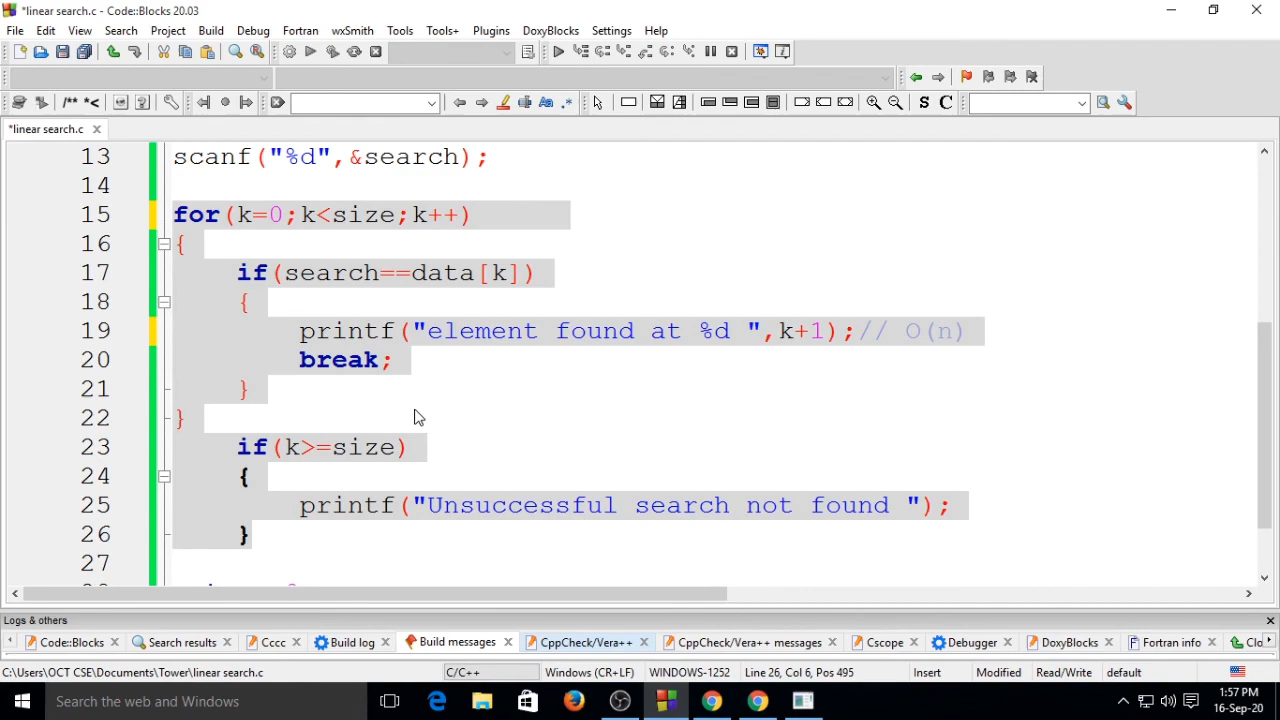 *linear search.c - Code::Blocks 20.03
File Edit View Search Project Build Debug Fortran wxSmith Tools Tools+ Plugins DoxyBlocks Settings Help
/** *< S C
*linear search.c
13 scanf("%d",&search);
14
15 for(k=0;k<size;k++)
16 {
17 if(search==data[k])
18 {
19 printf("element found at %d ",k+1);// O(n)
20 break;
21 }
22 }
23 if(k>=size)
24 {
25 printf("Unsuccessful search not found ");
26 }
27
Logs & others
Code::Blocks Search results Cccc Build log Build messages CppCheck/Vera++ CppCheck/Vera++ messages Cscope Debugger DoxyBlocks Fortran info Clo
C:\Users\OCT CSE\Documents\Tower\linear search.c C/C++ Windows (CR+LF) WINDOWS-1252 Line 26, Col 6, Pos 495 Insert Modified Read/Write default
Search the web and Windows
1:57 PM
16-Sep-20